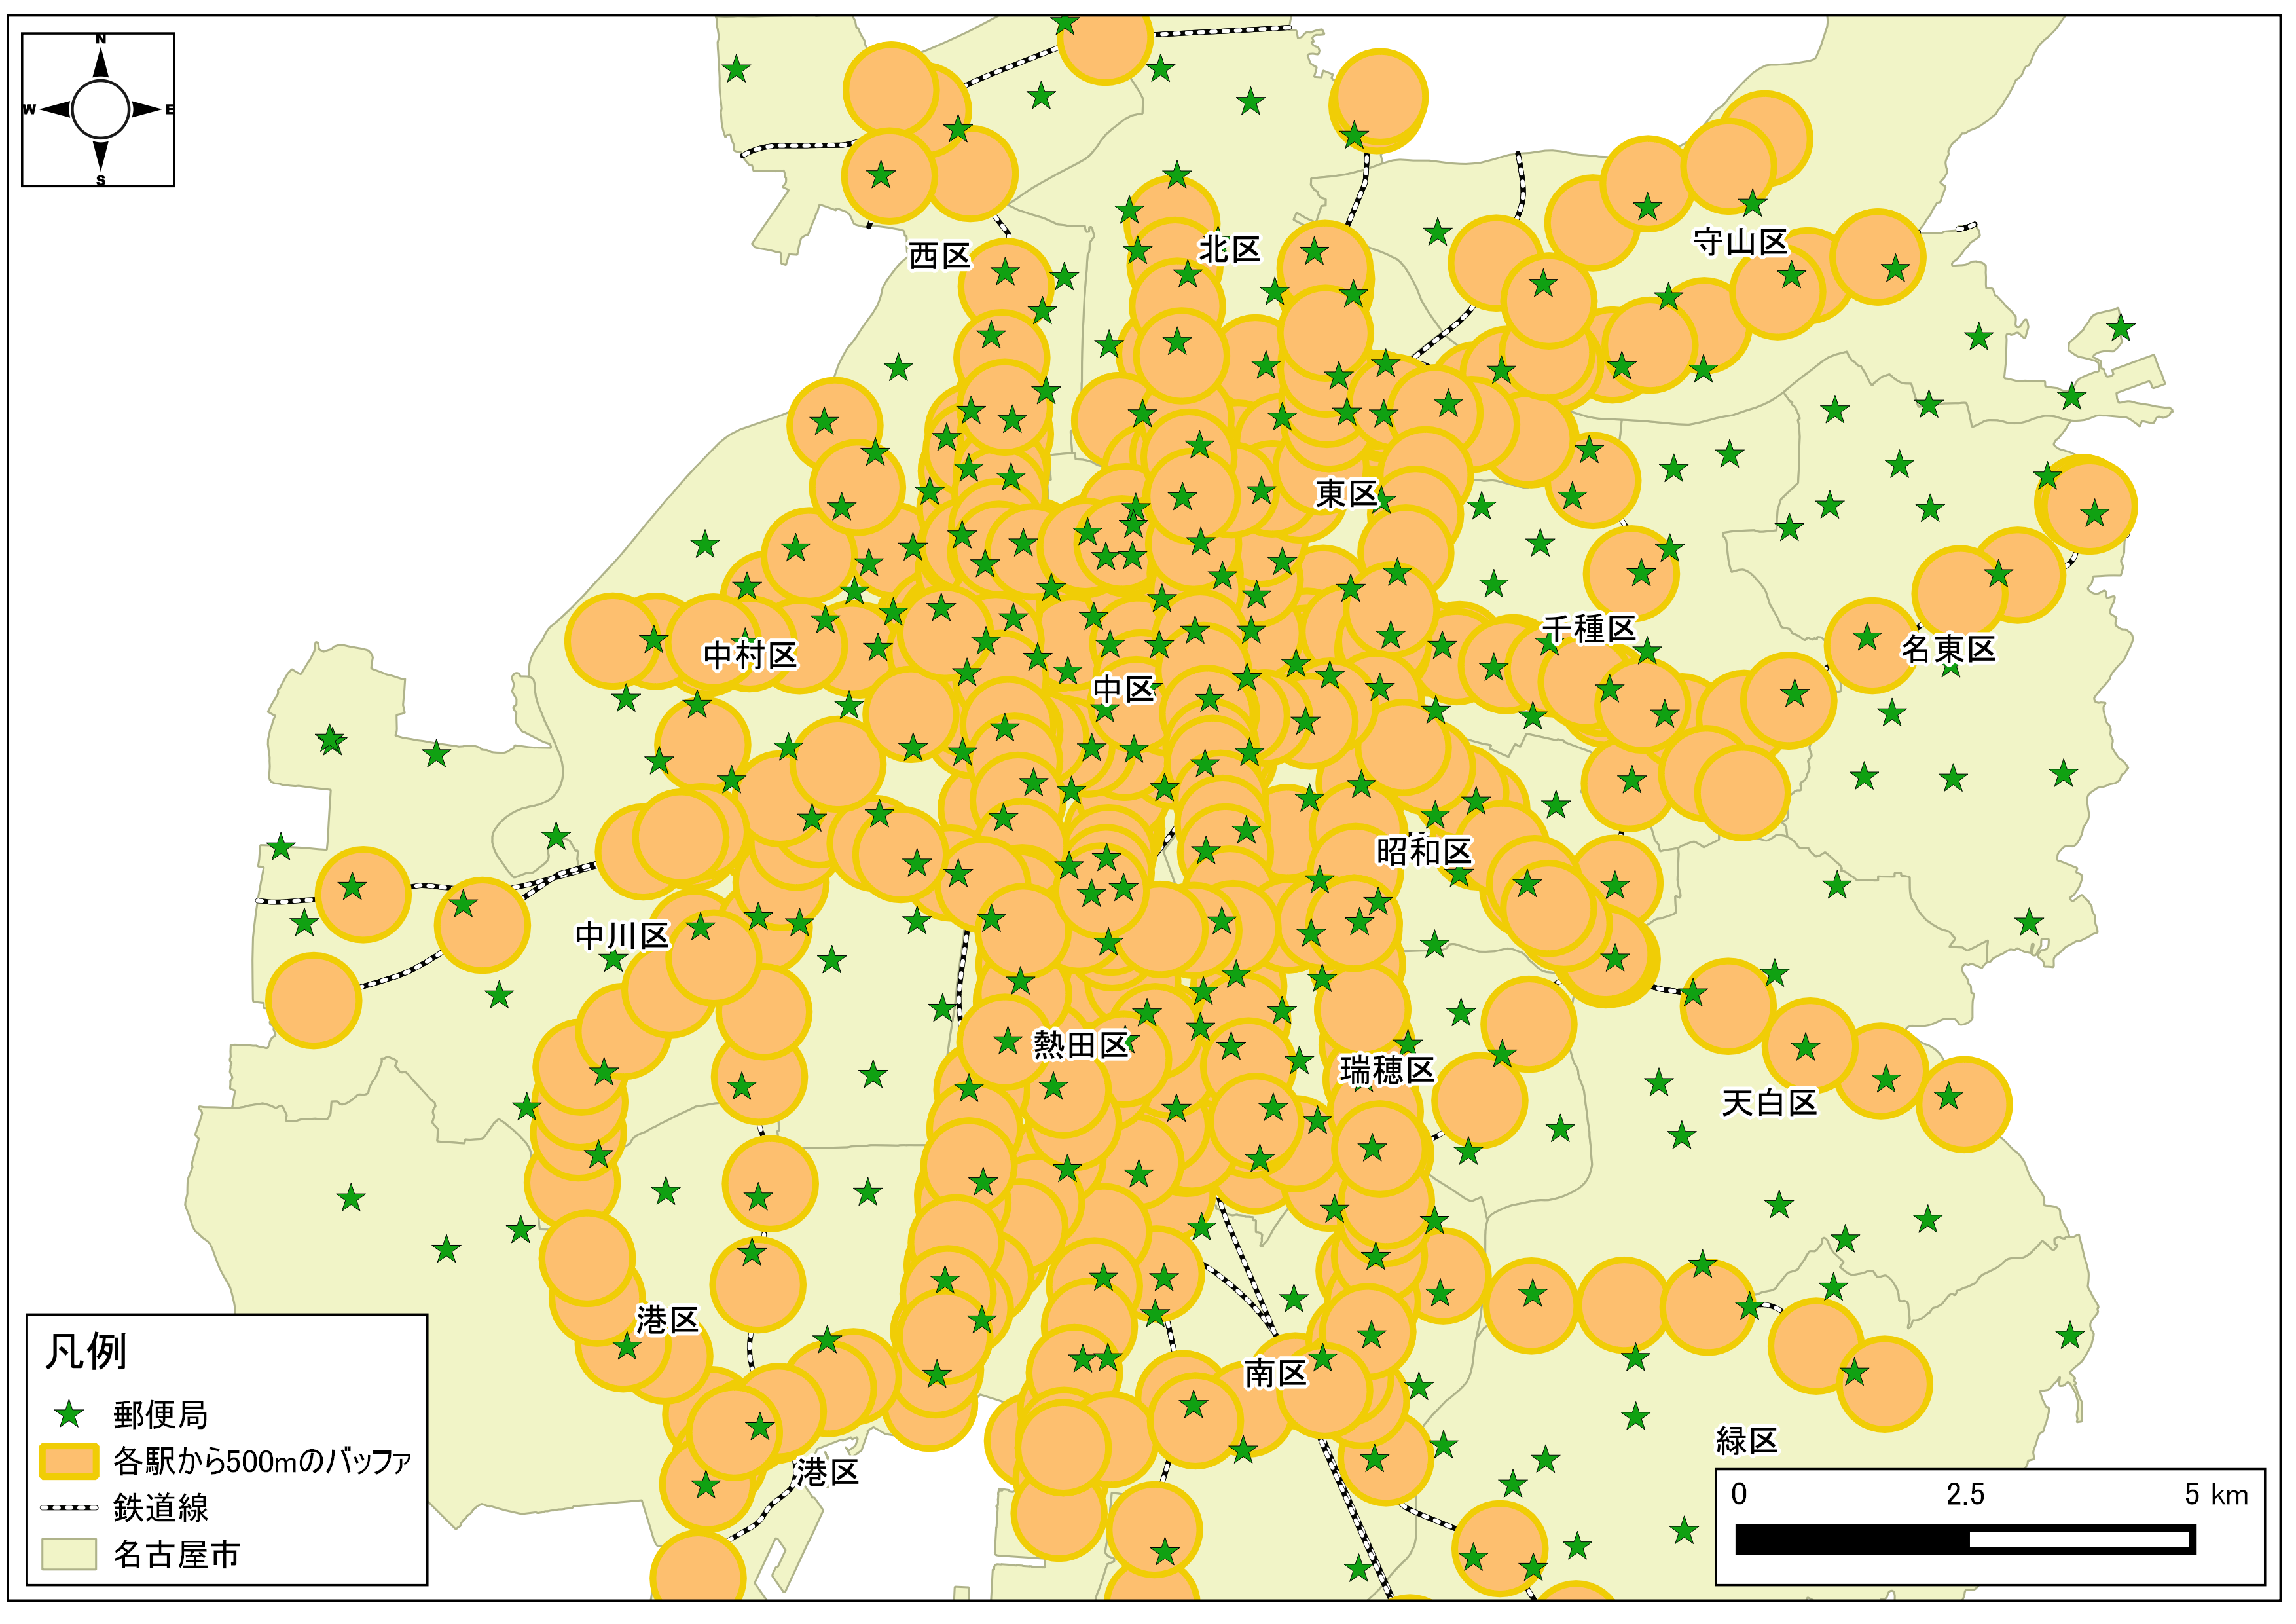 N
W E
S
西区
北区
守山区
東区
千種区
名東区
中村区
中区
昭和区
中川区
熱田区
瑞穂区
天白区
港区
南区
緑区
港区
凡例
郵便局
各駅から500mのバッファ
鉄道線
名古屋市
0 2.5 5 km